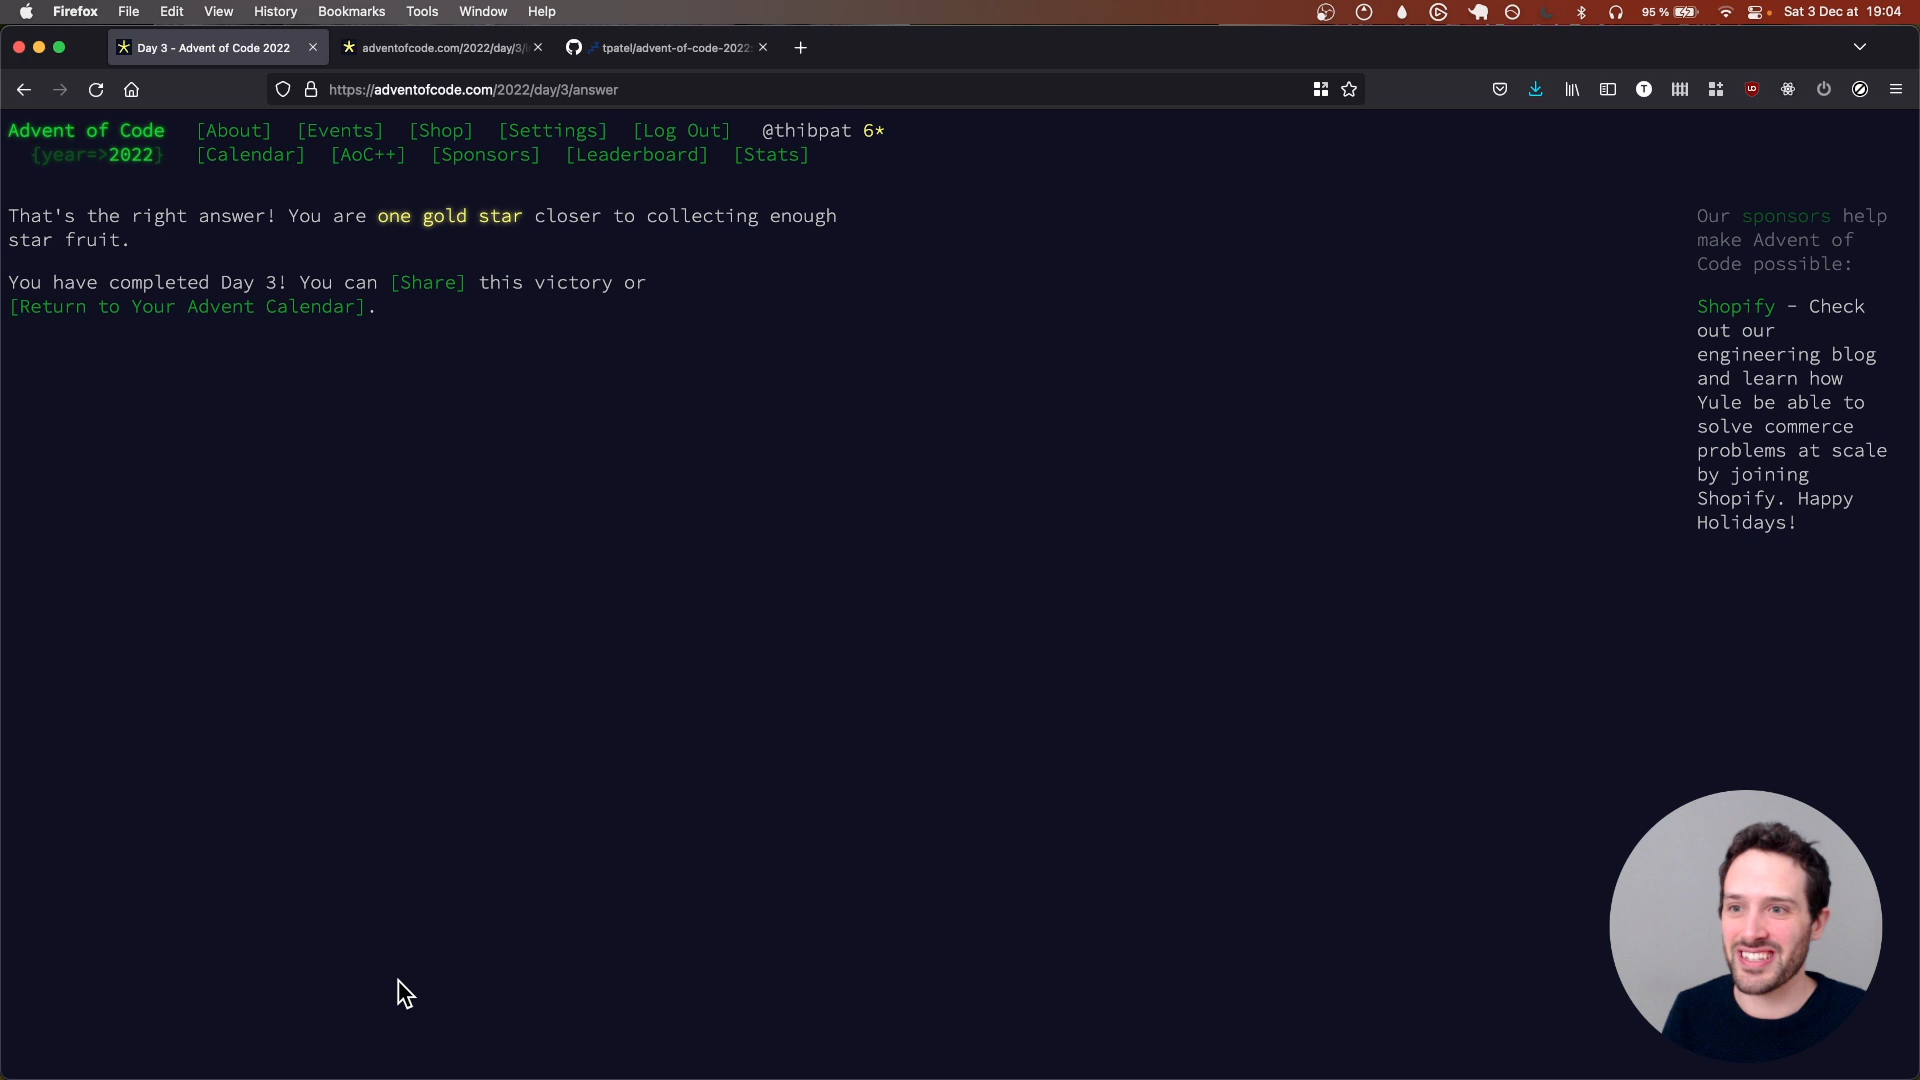 Firefox File Edit View History Bookmarks Tools Window Help 95 % Sat 3 Dec at 19:04
Day 3 - Advent of Code 2022 adventofcode.com/2022/day/3/ tpatel/advent-of-code-2022:
https://adventofcode.com/2022/day/3/answer
Advent of Code [About] [Events] [Shop] [Settings] [Log Out] @thibpat 6*
{year=>2022} [Calendar] [AoC++] [Sponsors] [Leaderboard] [Stats]
That's the right answer! You are one gold star closer to collecting enough
star fruit.
You have completed Day 3! You can [Share] this victory or
[Return to Your Advent Calendar].
Our sponsors help
make Advent of
Code possible:
Shopify - Check
out our
engineering blog
and learn how
Yule be able to
solve commerce
problems at scale
by joining
Shopify. Happy
Holidays!